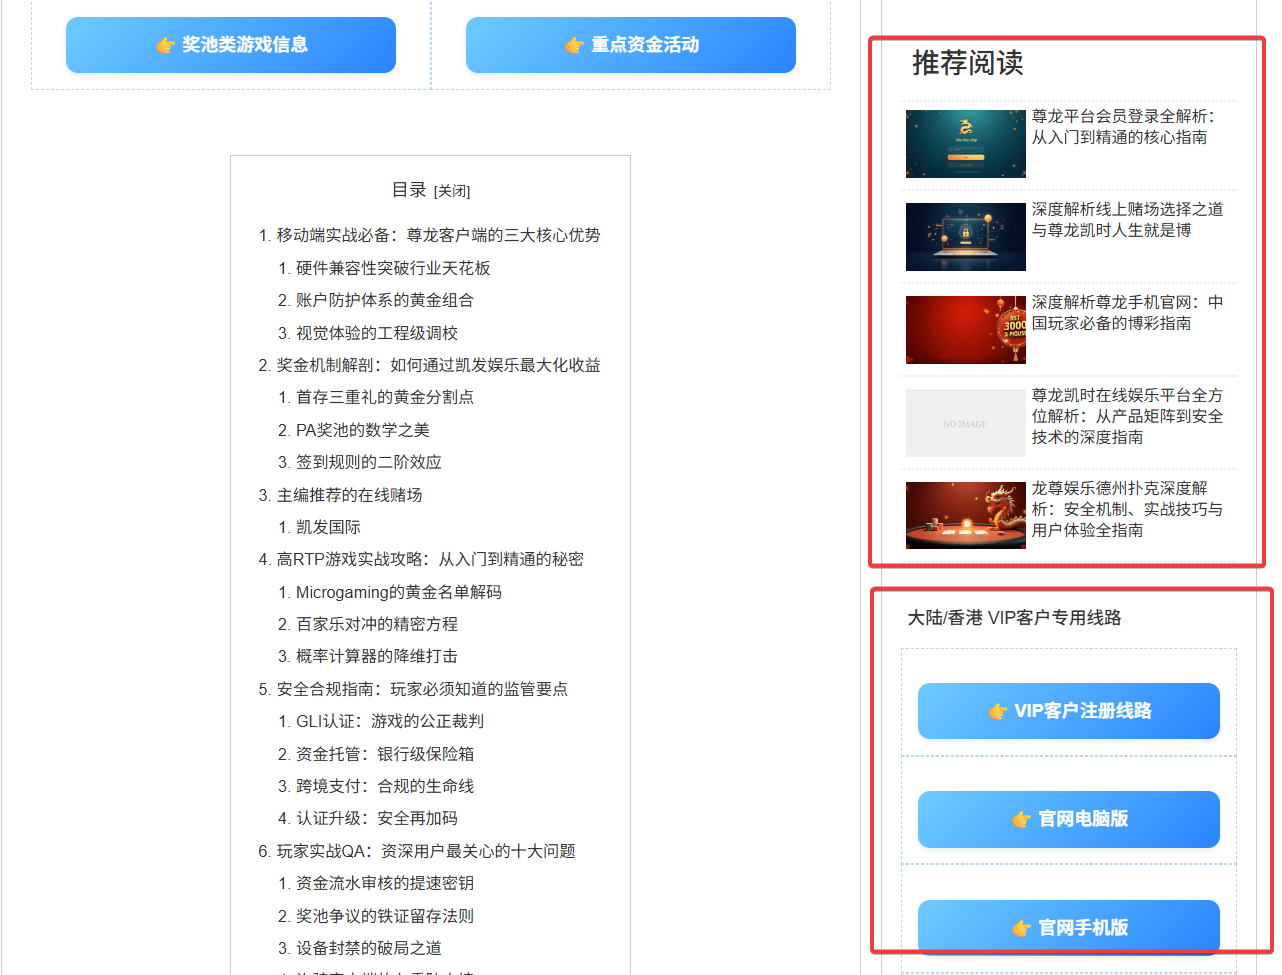 👉 奖池类游戏信息
👉 重点资金活动
目录 [关闭]
1. 移动端实战必备：尊龙客户端的三大核心优势
1. 硬件兼容性突破行业天花板
2. 账户防护体系的黄金组合
3. 视觉体验的工程级调校
2. 奖金机制解剖：如何通过凯发娱乐最大化收益
1. 首存三重礼的黄金分割点
2. PA奖池的数学之美
3. 签到规则的二阶效应
3. 主编推荐的在线赌场
1. 凯发国际
4. 高RTP游戏实战攻略：从入门到精通的秘密
1. Microgaming的黄金名单解码
2. 百家乐对冲的精密方程
3. 概率计算器的降维打击
5. 安全合规指南：玩家必须知道的监管要点
1. GLI认证：游戏的公正裁判
2. 资金托管：银行级保险箱
3. 跨境支付：合规的生命线
4. 认证升级：安全再加码
6. 玩家实战QA：资深用户最关心的十大问题
1. 资金流水审核的提速密钥
2. 奖池争议的铁证留存法则
3. 设备封禁的破局之道
推荐阅读
尊龙平台会员登录全解析：
从入门到精通的核心指南
深度解析线上赌场选择之道
与尊龙凯时人生就是博
RST
3000
深度解析尊龙手机官网：中
国玩家必备的博彩指南
NO IMAGE
尊龙凯时在线娱乐平台全方
位解析：从产品矩阵到安全
技术的深度指南
龙尊娱乐德州扑克深度解
析：安全机制、实战技巧与
用户体验全指南
大陆/香港 VIP客户专用线路
👉 VIP客户注册线路
👉 官网电脑版
👉 官网手机版